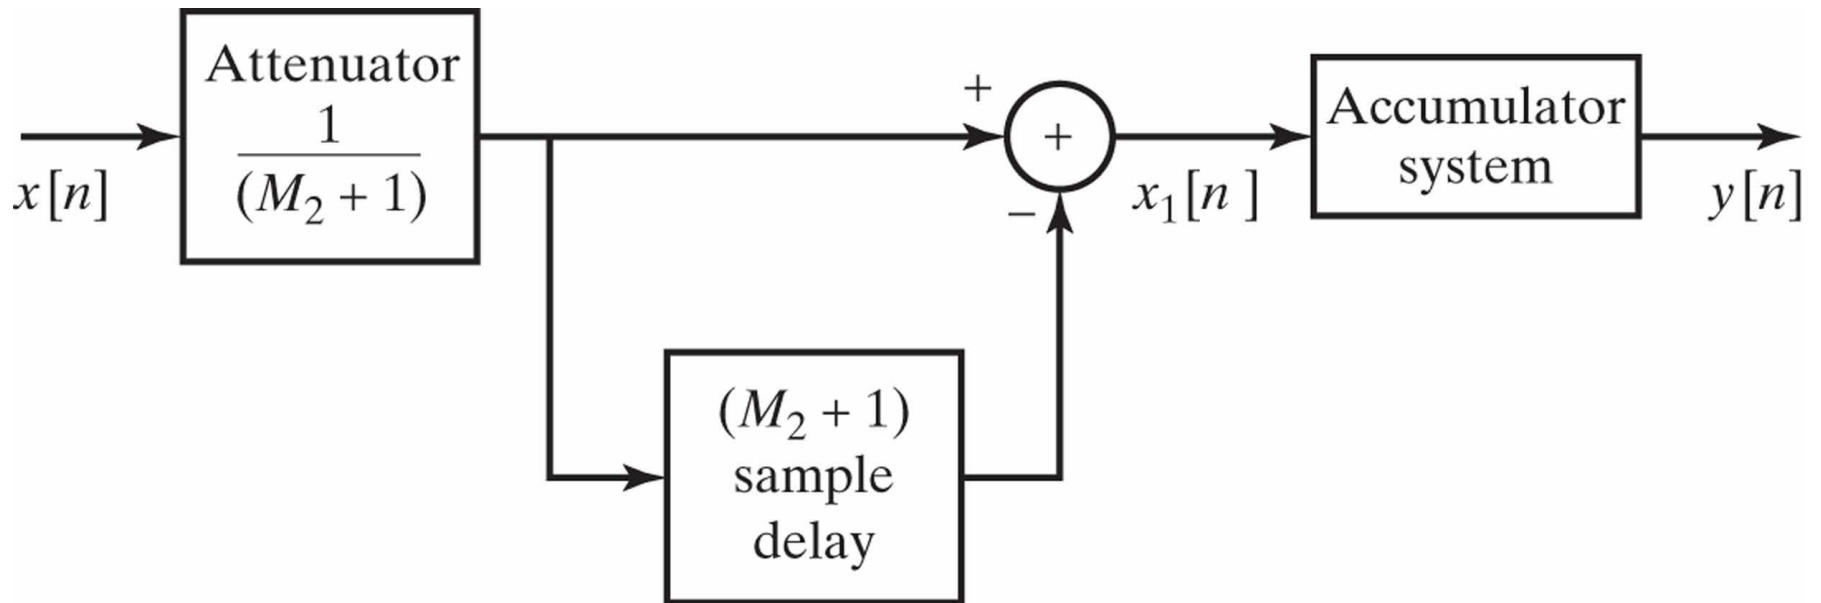 Attenuator
1
(M₂ + 1)
x[n]
+
+
−
x₁[n ]
Accumulator
system
y[n]
(M₂ + 1)
sample
delay